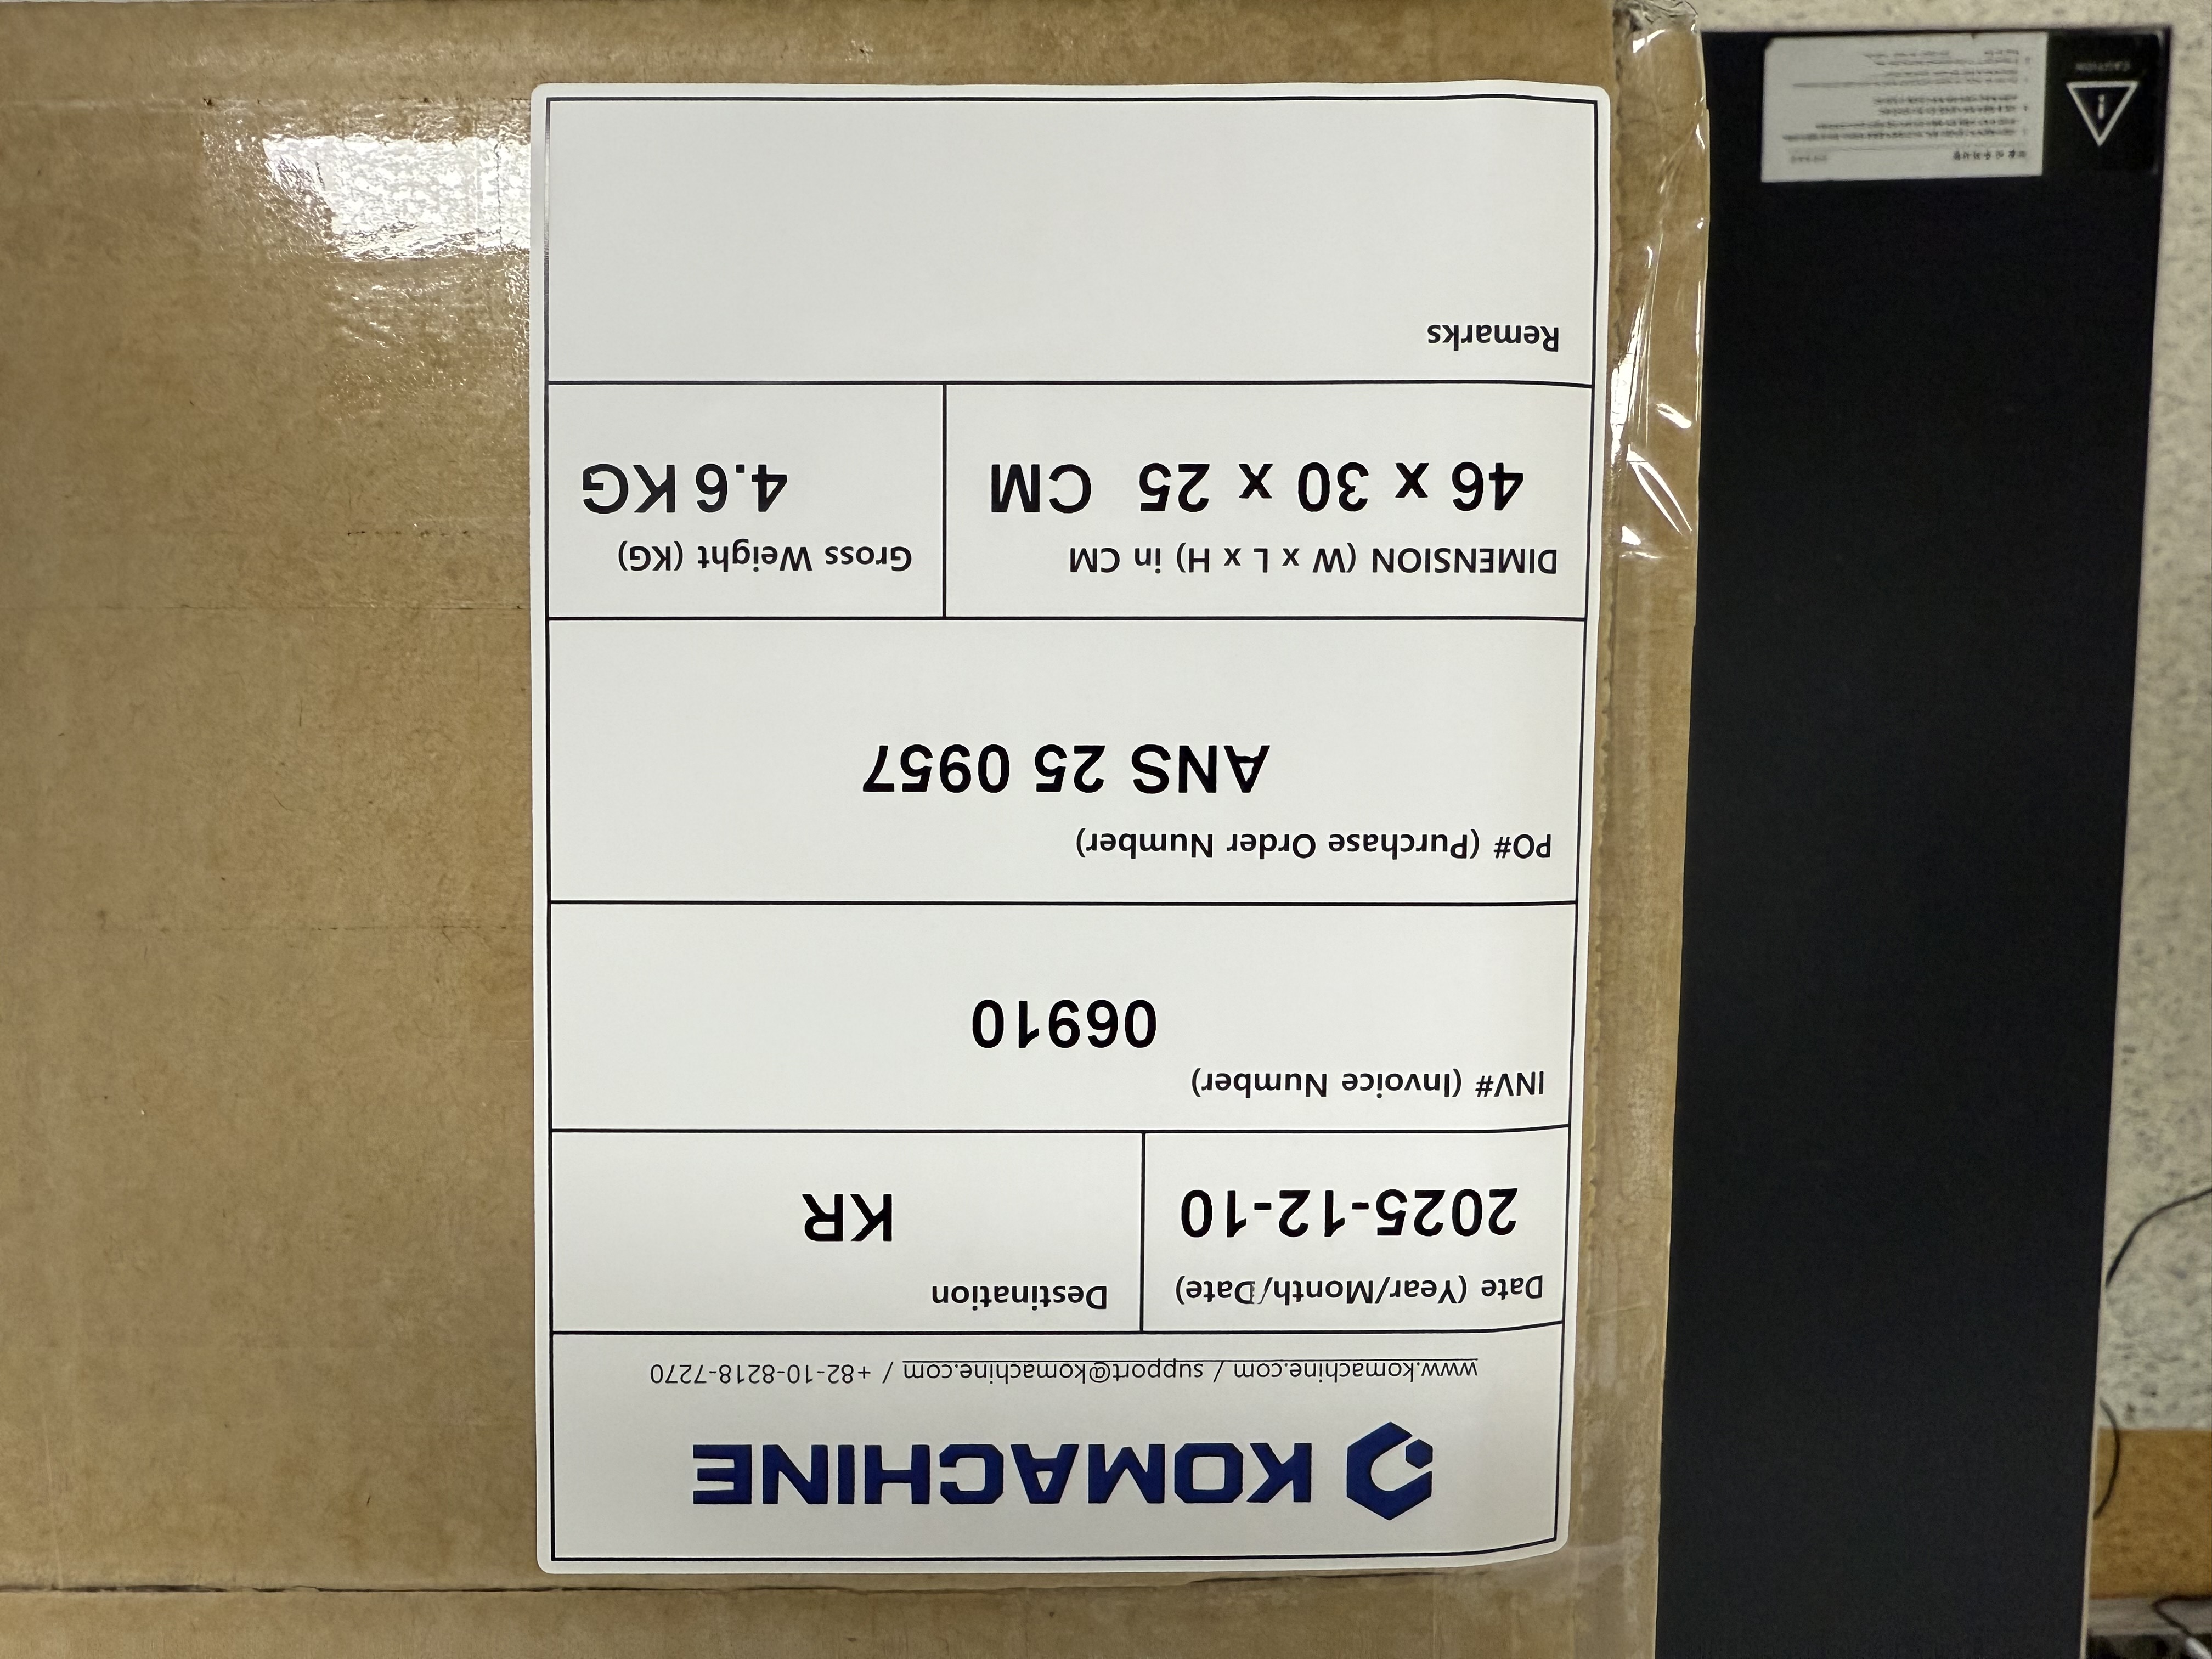 KOMACHINE
www.komachine.com / support@komachine.com / +82-10-8218-7270
Date (Year/Month/Date)
2025-12-10
Destination
KR
INV# (Invoice Number)
06910
PO# (Purchase Order Number)
ANS 25 0957
DIMENSION (W x L x H) in CM
46 x 30 x 25 CM
Gross Weight (KG)
4.6 KG
Remarks
CAUTION